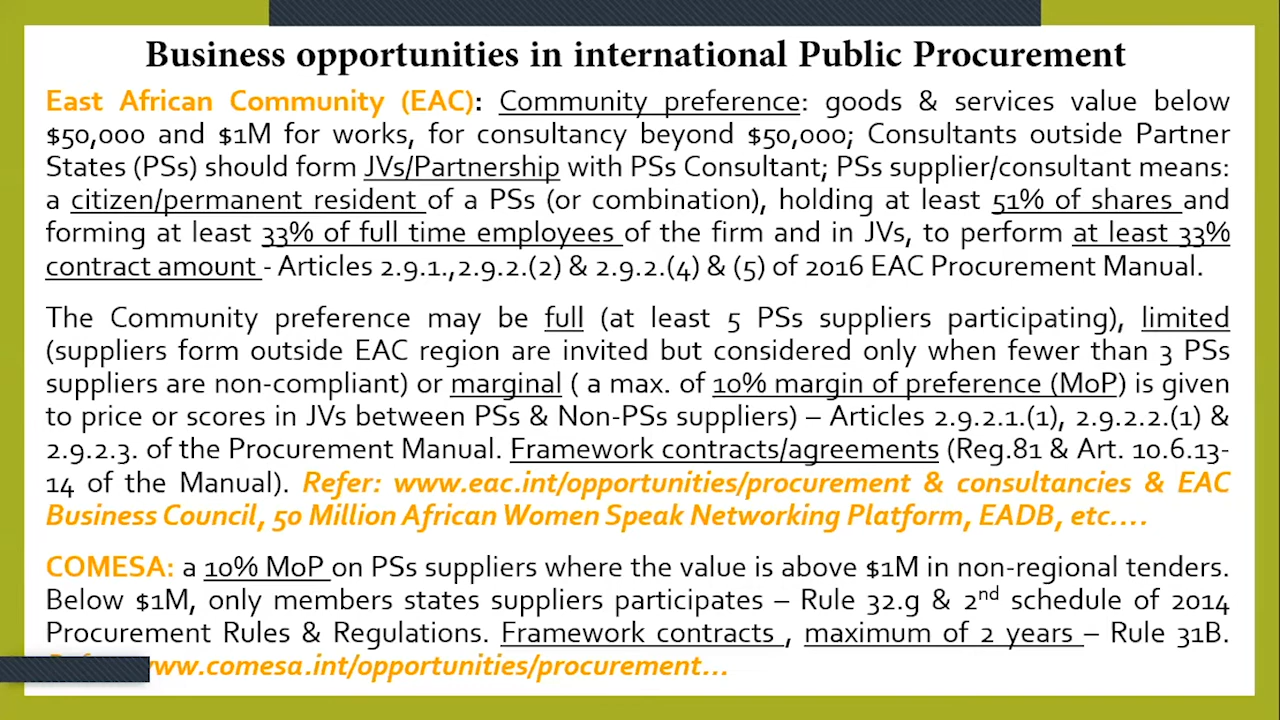 Business opportunities in international Public Procurement
East African Community (EAC): Community preference: goods & services value below
$50,000 and $1M for works, for consultancy beyond $50,000; Consultants outside Partner
States (PSs) should form JVs/Partnership with PSs Consultant; PSs supplier/consultant means:
a citizen/permanent resident of a PSs (or combination), holding at least 51% of shares and
forming at least 33% of full time employees of the firm and in JVs, to perform at least 33%
contract amount - Articles 2.9.1.,2.9.2.(2) & 2.9.2.(4) & (5) of 2016 EAC Procurement Manual.
The Community preference may be full (at least 5 PSs suppliers participating), limited
(suppliers form outside EAC region are invited but considered only when fewer than 3 PSs
suppliers are non-compliant) or marginal ( a max. of 10% margin of preference (MoP) is given
to price or scores in JVs between PSs & Non-PSs suppliers) – Articles 2.9.2.1.(1), 2.9.2.2.(1) &
2.9.2.3. of the Procurement Manual. Framework contracts/agreements (Reg.81 & Art. 10.6.13-
14 of the Manual). Refer: www.eac.int/opportunities/procurement & consultancies & EAC
Business Council, 50 Million African Women Speak Networking Platform, EADB, etc....
COMESA: a 10% MoP on PSs suppliers where the value is above $1M in non-regional tenders.
Below $1M, only members states suppliers participates – Rule 32.g & 2nd schedule of 2014
Procurement Rules & Regulations. Framework contracts , maximum of 2 years – Rule 31B.
www.comesa.int/opportunities/procurement...